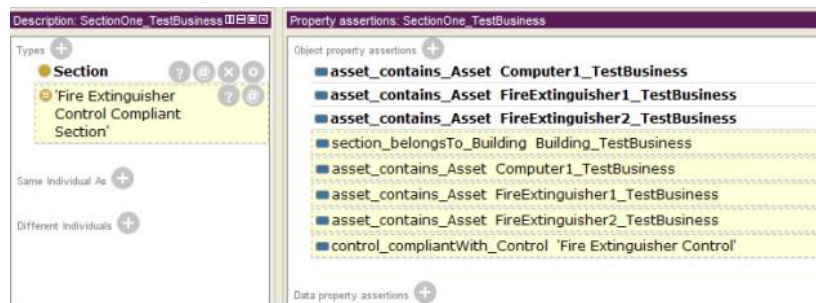 Description: SectionOne_TestBusiness
Types
Section
'Fire Extinguisher
Control Compliant
Section'
Same Individual As
Different Individuals
Property assertions: SectionOne_TestBusiness
Object property assertions
asset_contains_Asset Computer1_TestBusiness
asset_contains_Asset FireExtinguisher1_TestBusiness
asset_contains_Asset FireExtinguisher2_TestBusiness
section_belongsTo_Building Building_TestBusiness
asset_contains_Asset Computer1_TestBusiness
asset_contains_Asset FireExtinguisher1_TestBusiness
asset_contains_Asset FireExtinguisher2_TestBusiness
control_compliantWith_Control 'Fire Extinguisher Control'
Data property assertions